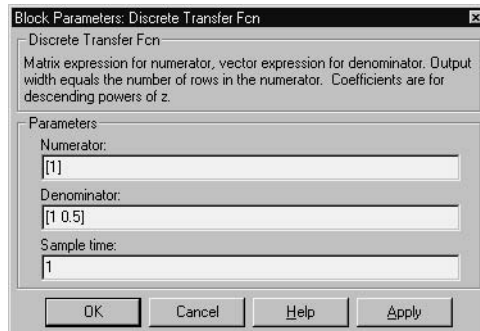 Block Parameters: Discrete Transfer Fcn
Discrete Transfer Fcn
Matrix expression for numerator, vector expression for denominator. Output
width equals the number of rows in the numerator. Coefficients are for
descending powers of z.
Parameters
Numerator:
[1]
Denominator:
[1 0.5]
Sample time:
1
OK Cancel Help Apply